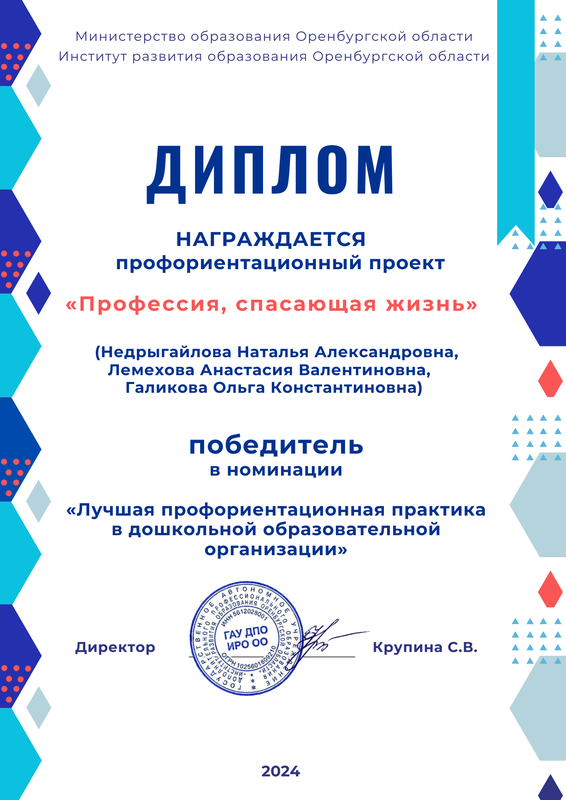 Министерство образования Оренбургской области
Институт развития образования Оренбургской области
ДИПЛОМ
НАГРАЖДАЕТСЯ
профориентационный проект
«Профессия, спасающая жизнь»
(Недрыгайлова Наталья Александровна,
Лемехова Анастасия Валентиновна,
Галикова Ольга Константиновна)
победитель
в номинации
«Лучшая профориентационная практика
в дошкольной образовательной
организации»
ГАУ ДПО
ИРО ОО
Директор
Крупина С.В.
2024